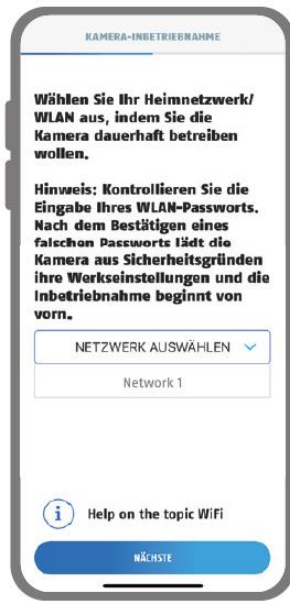 KAMERA-INBETRIEBNAHME
Wählen Sie Ihr Heimnetzwerk/
WLAN aus, indem Sie die
Kamera dauerhaft betreiben
wollen.
Hinweis: Kontrollieren Sie die
Eingabe Ihres WLAN-Passworts.
Nach dem Bestätigen eines
falschen Passworts lädt die
Kamera aus Sicherheitsgründen
ihre Werkseinstellungen und die
Inbetriebnahme beginnt von
vorn.
NETZWERK AUSWÄHLEN
Network 1
i Help on the topic WiFi
NÄCHSTE